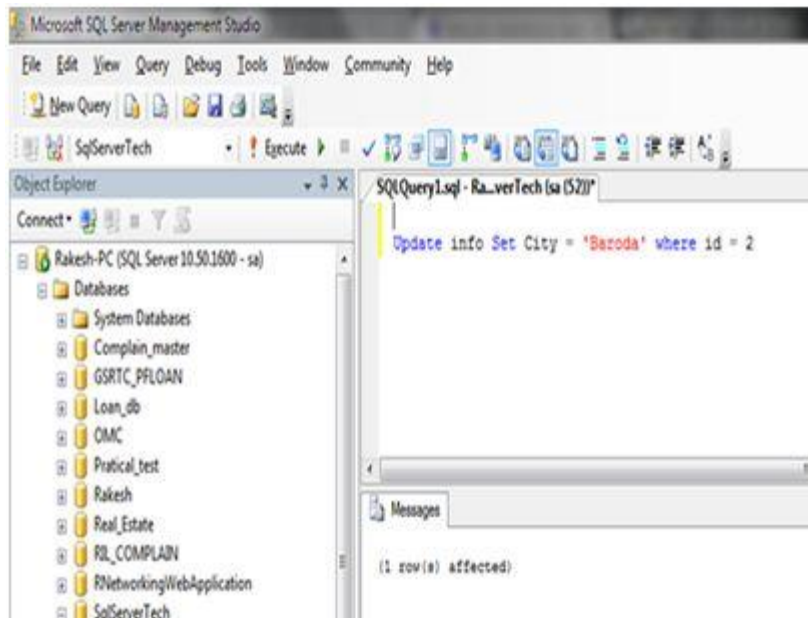 Microsoft SQL Server Management Studio
File Edit View Query Debug Tools Window Community Help
New Query
SqlServerTech Execute
Object Explorer
Connect
Rakesh-PC (SQL Server 10.50.1600 - sa)
Databases
System Databases
Complain_master
GSRTC_PFLOAN
Loan_db
OMC
Pratical_test
Rakesh
Real_Estate
RIL_COMPLAIN
RNetworkingWebApplication
SqlServerTech
SQLQuery1.sql - Ra...verTech (sa (52))*
Update info Set City = 'Baroda' where id = 2
Messages
(1 row(s) affected)